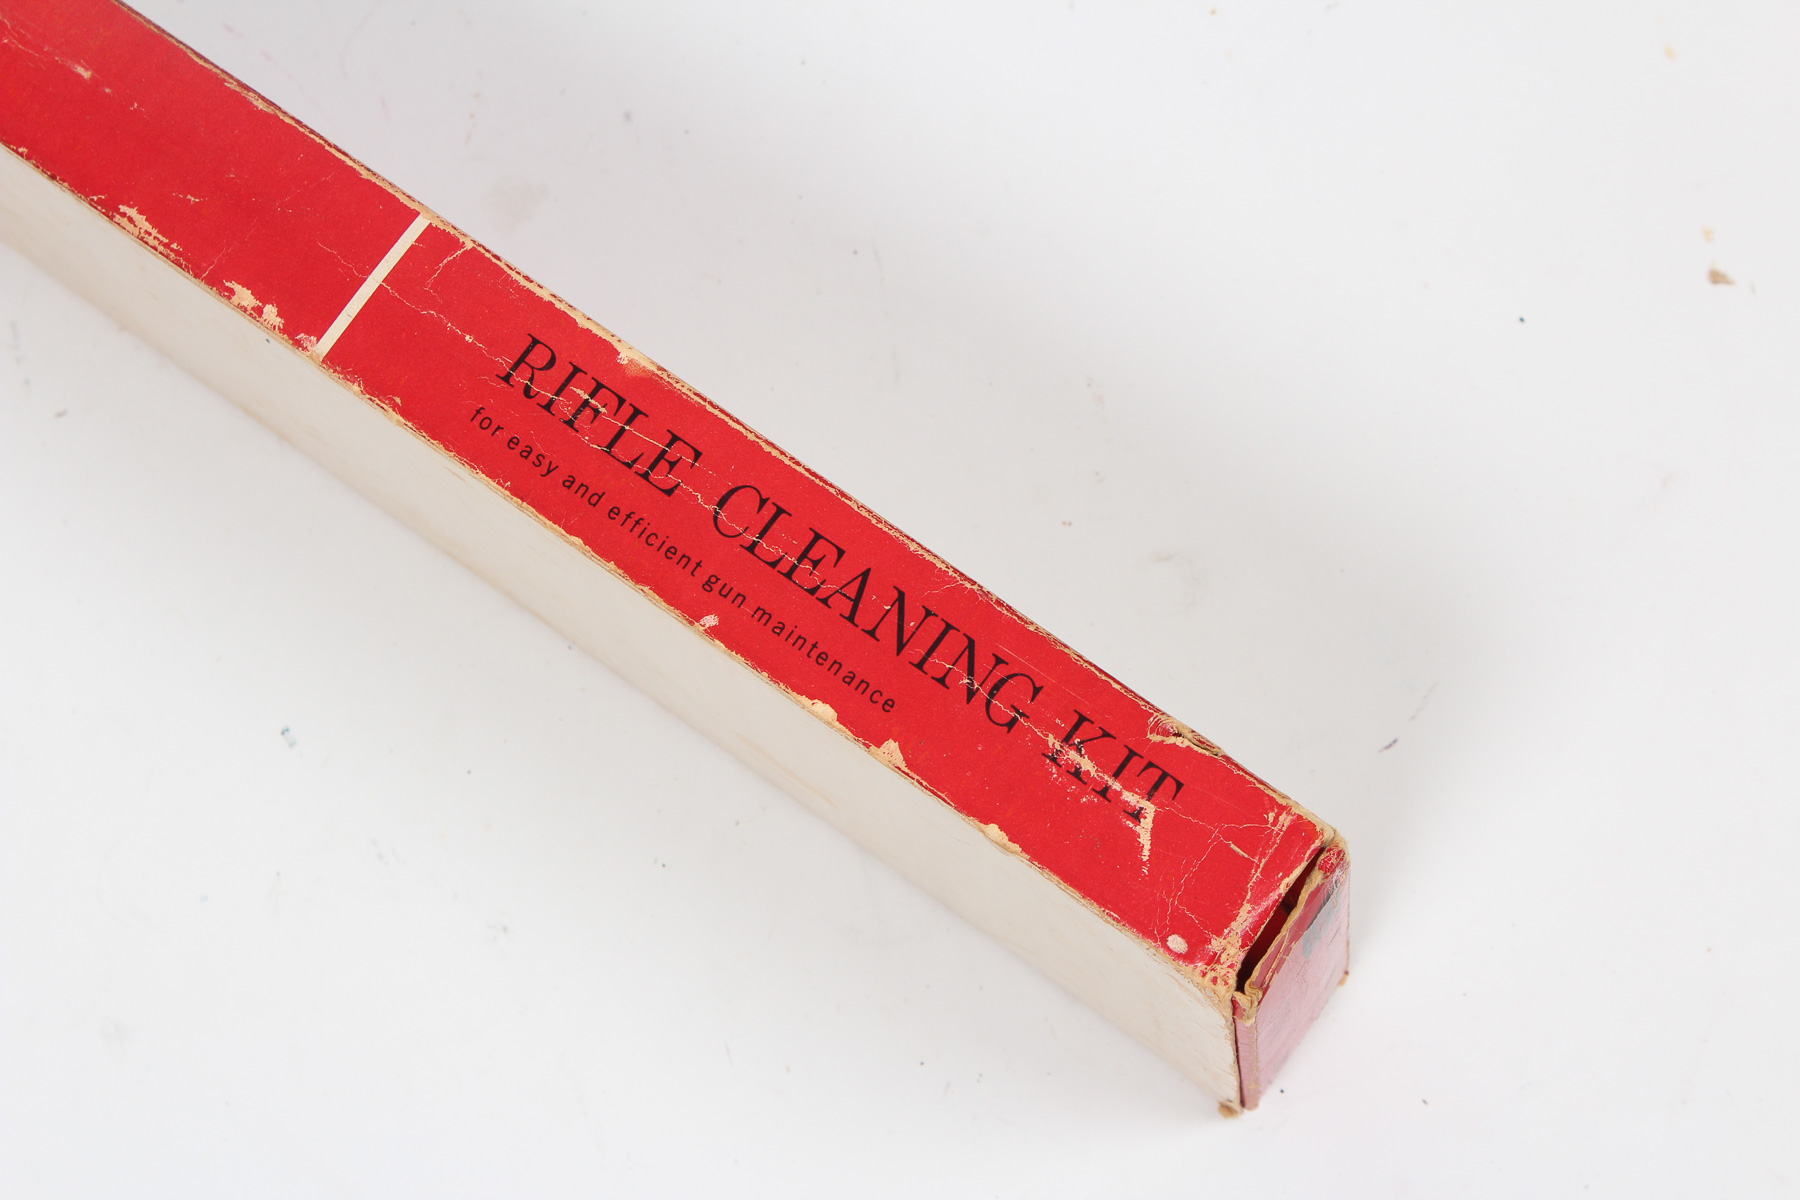 RIFLE CLEANING KIT
for easy and efficient gun maintenance